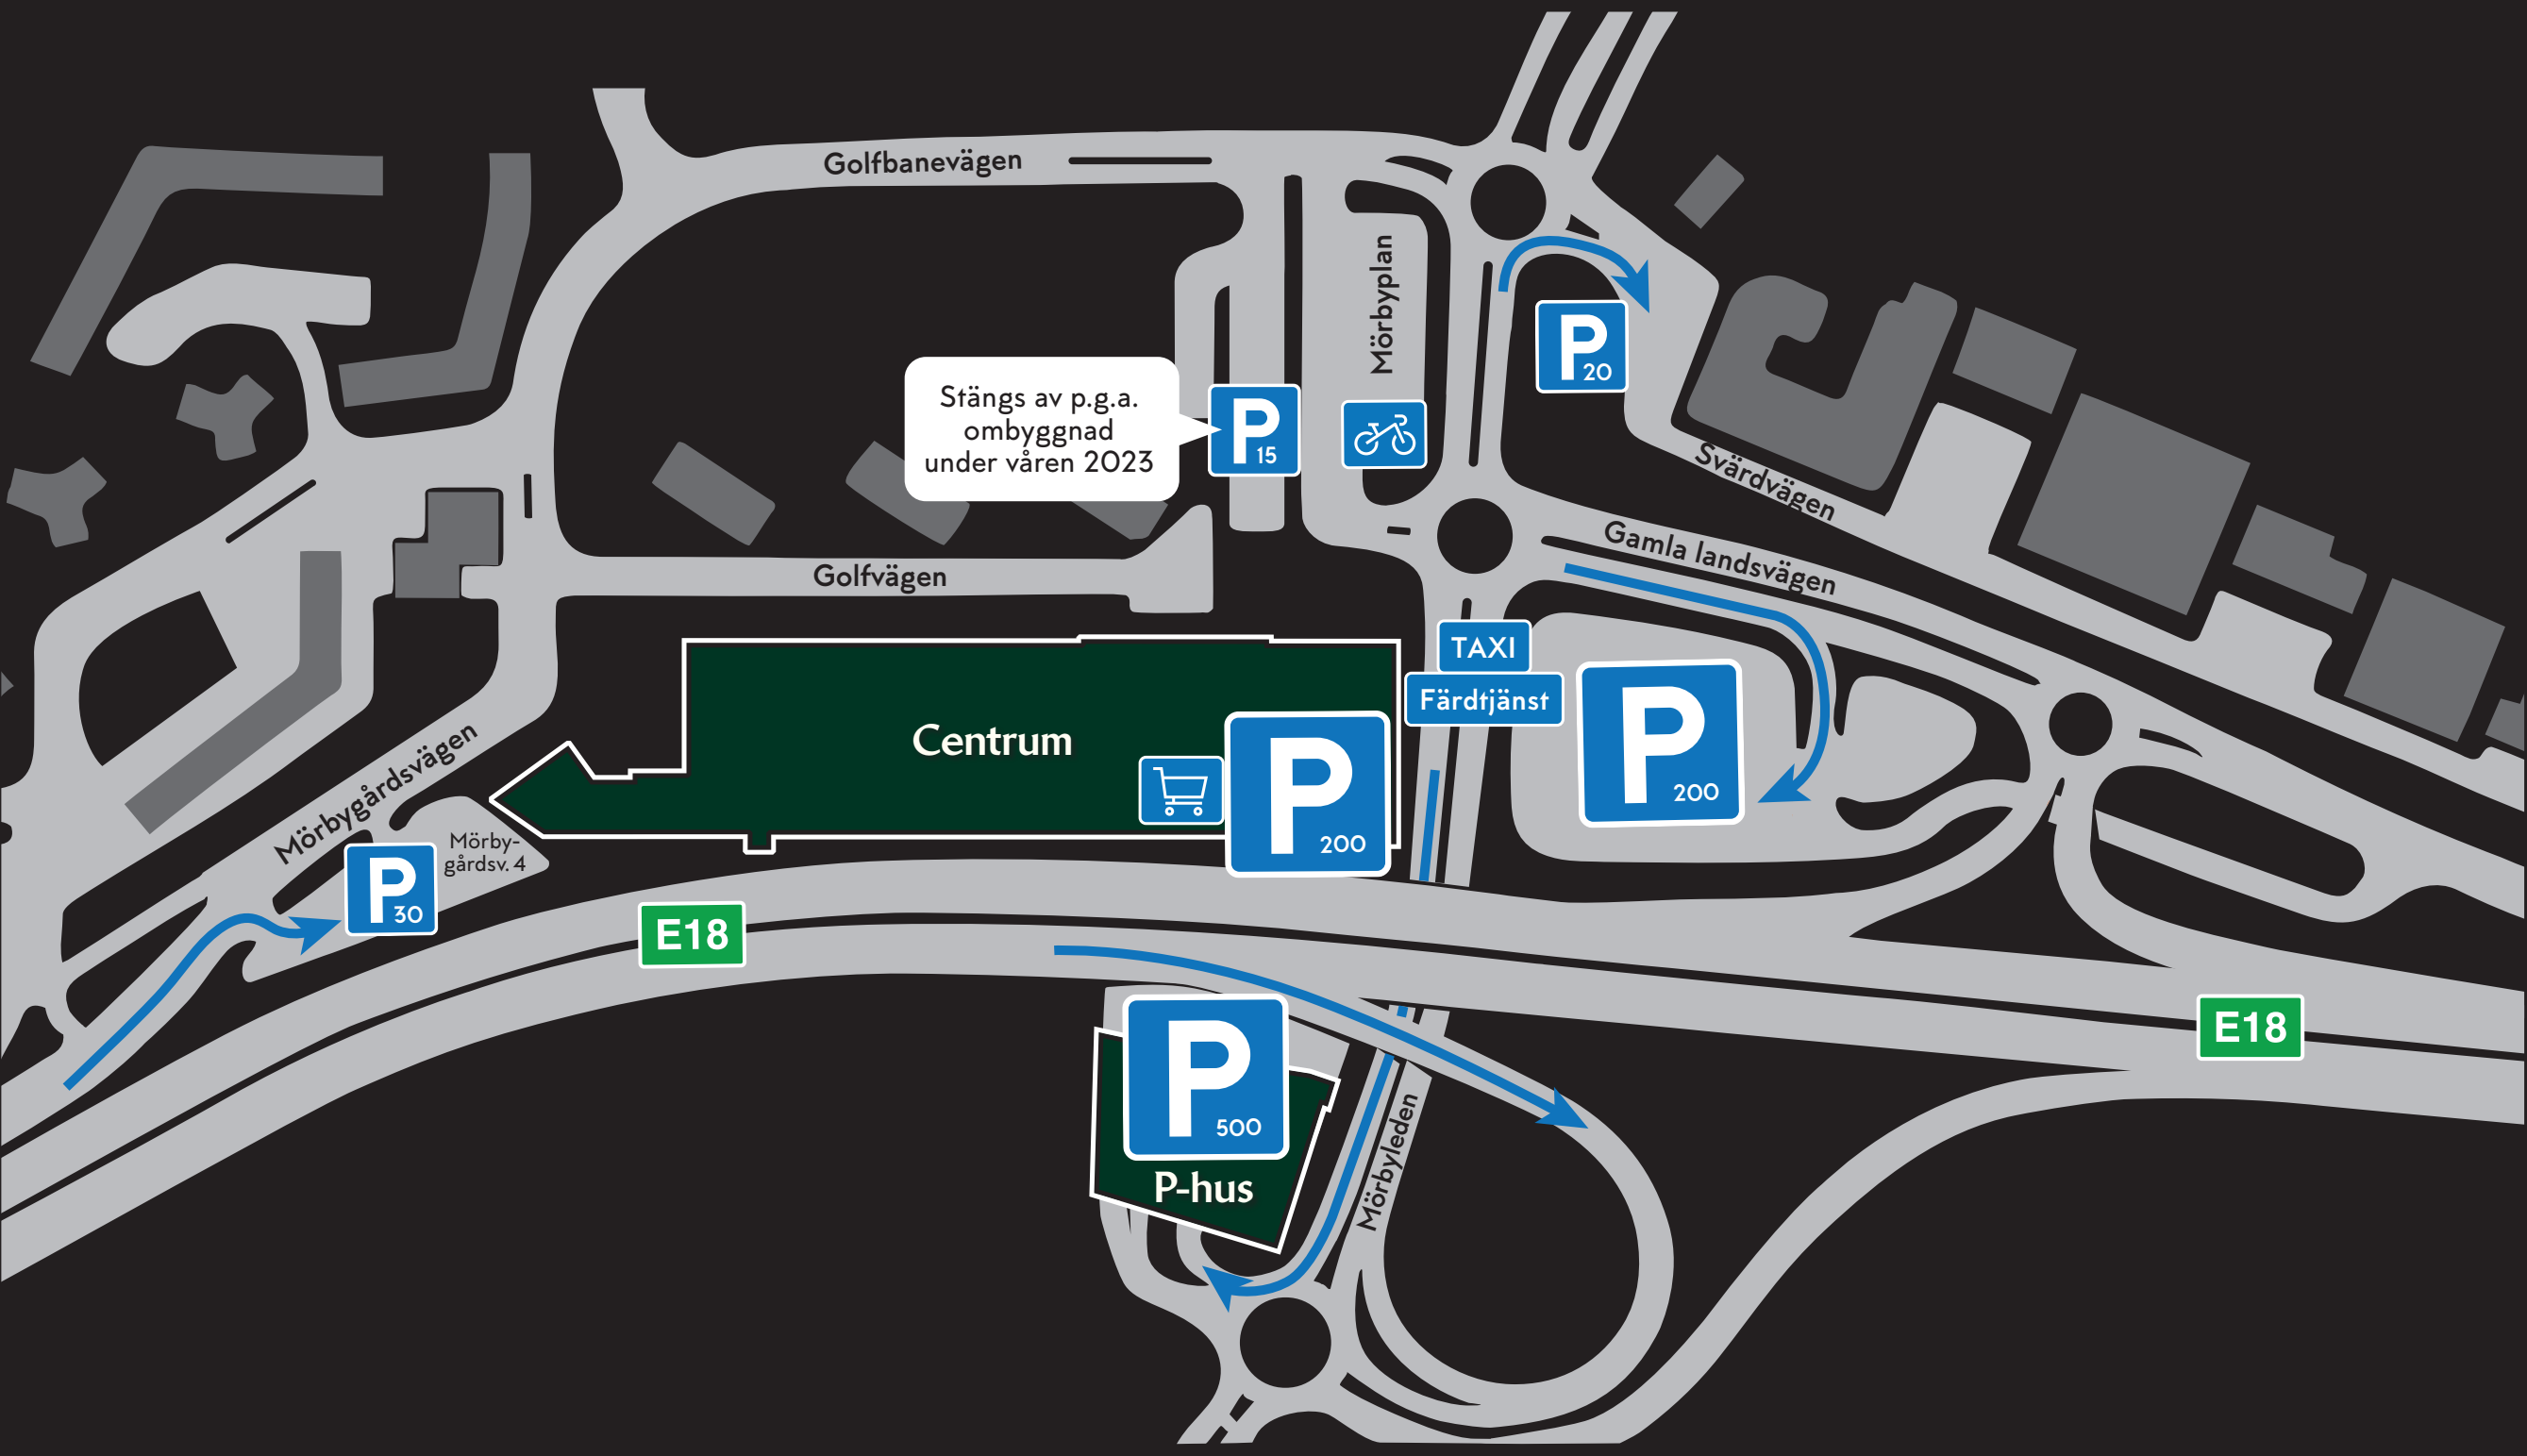 Golfbanevägen
Mörbyplan
P
20
Stängs av p.g.a.
ombyggnad
under våren 2023
P
15
Svärdvägen
Gamla landsvägen
Golfvägen
TAXI
Färdtjänst
P
200
Centrum
P
200
Mörbygårdsvägen
Mörby-
gårdsv. 4
P
30
E18
E18
P
500
P-hus
Mörbyleden